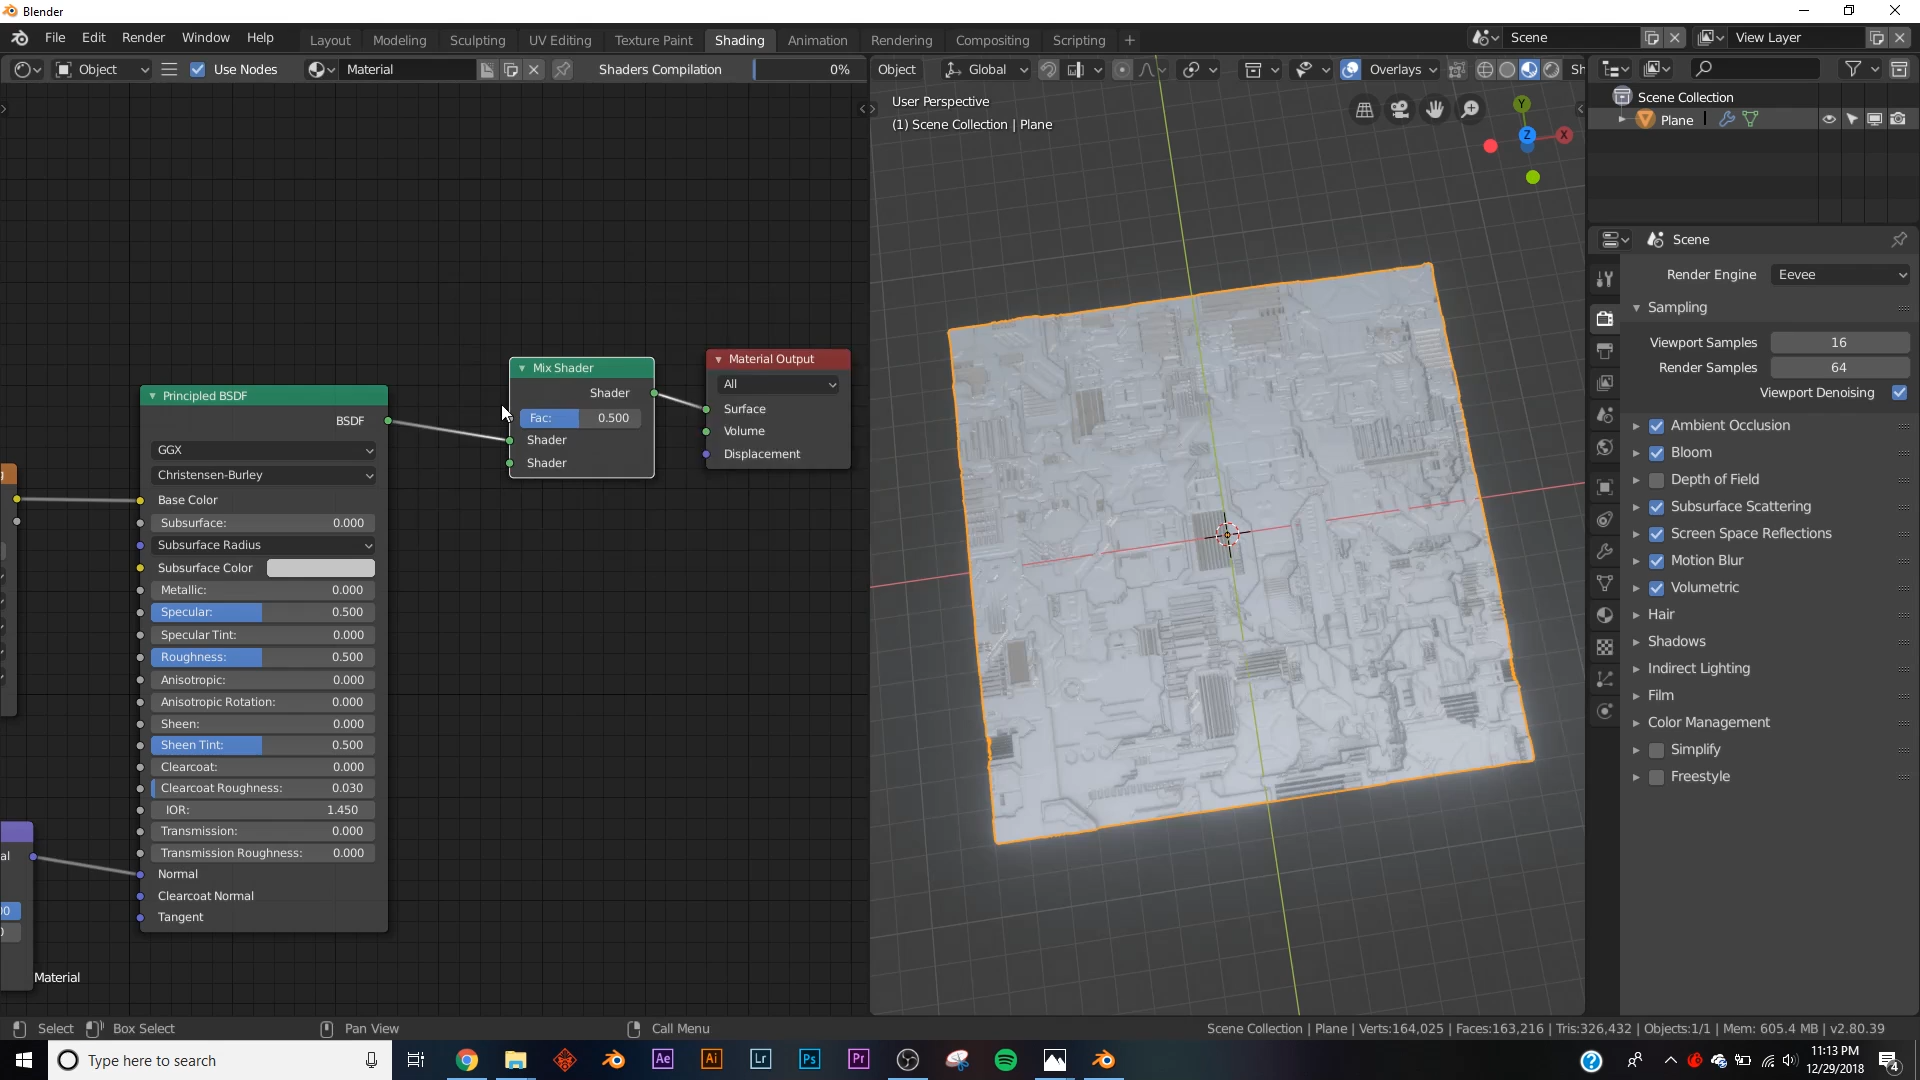 Blender
File Edit Render Window Help Layout Modeling Sculpting UV Editing Texture Paint Shading Animation Rendering Compositing Scripting + Scene View Layer
Object Use Nodes Material Shaders Compilation 0% Object Global Overlays Sh
User Perspective
(1) Scene Collection | Plane
Y
Z
X
Scene Collection
Plane
Scene
Render Engine Eevee
Sampling
Viewport Samples 16
Render Samples 64
Viewport Denoising
Ambient Occlusion
Bloom
Depth of Field
Subsurface Scattering
Screen Space Reflections
Motion Blur
Volumetric
Hair
Shadows
Indirect Lighting
Film
Color Management
Simplify
Freestyle
Mix Shader
Shader
Fac: 0.500
Shader
Shader
Material Output
All
Surface
Volume
Displacement
Principled BSDF
BSDF
GGX
Christensen-Burley
Base Color
Subsurface: 0.000
Subsurface Radius
Subsurface Color
Metallic: 0.000
Specular: 0.500
Specular Tint: 0.000
Roughness: 0.500
Anisotropic: 0.000
Anisotropic Rotation: 0.000
Sheen: 0.000
Sheen Tint: 0.500
Clearcoat: 0.000
Clearcoat Roughness: 0.030
IOR: 1.450
Transmission: 0.000
Transmission Roughness: 0.000
Normal
Clearcoat Normal
Tangent
al
00
0
Material
Select Box Select Pan View Call Menu Scene Collection | Plane | Verts:164,025 | Faces:163,216 | Tris:326,432 | Objects:1/1 | Mem: 605.4 MB | v2.80.39
Type here to search Ae Ai Lr Ps Pr
11:13 PM
12/29/2018
4